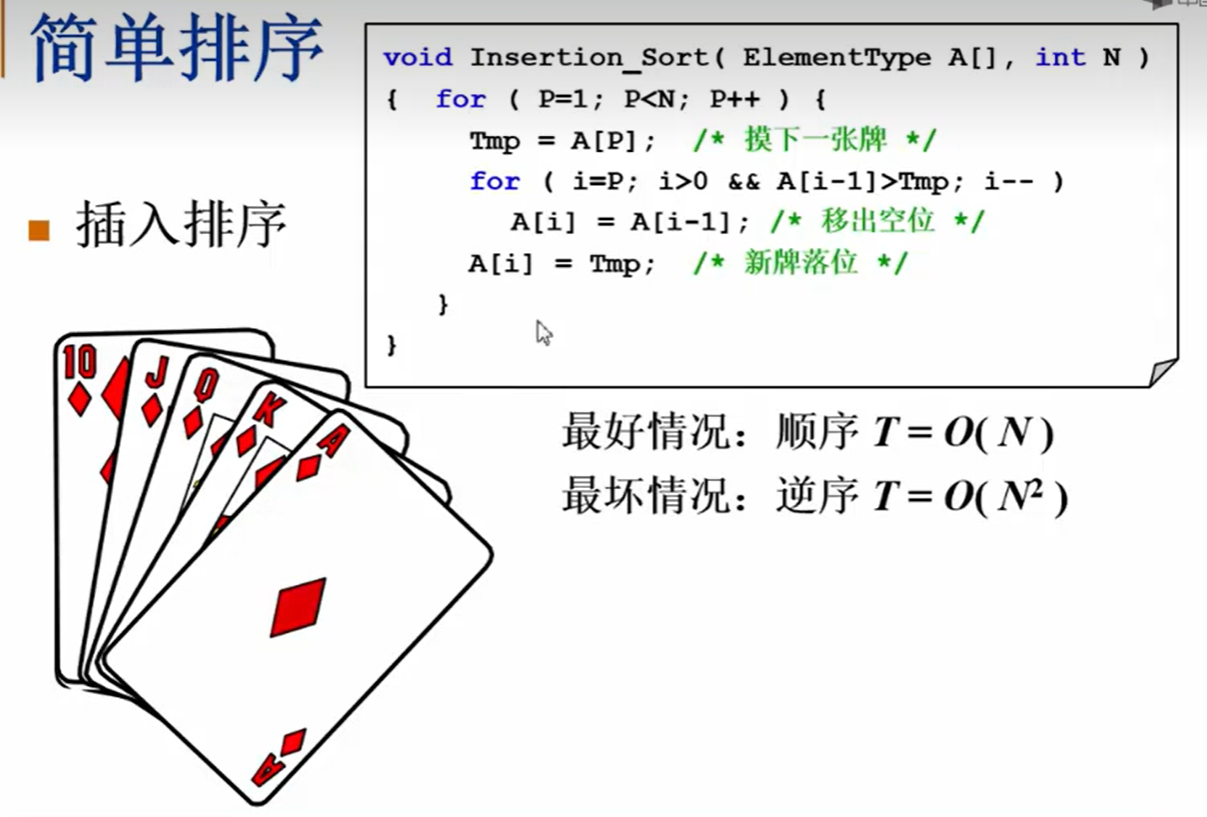 简单排序
void Insertion_Sort( ElementType A[], int N )
{ for ( P=1; P<N; P++ ) {
Tmp = A[P]; /* 摸下一张牌 */
for ( i=P; i>0 && A[i-1]>Tmp; i-- )
A[i] = A[i-1]; /* 移出空位 */
A[i] = Tmp; /* 新牌落位 */
}
}
插入排序
最好情况：顺序 T = O( N )
最坏情况：逆序 T = O( N² )
10
J
Q
K
A
A